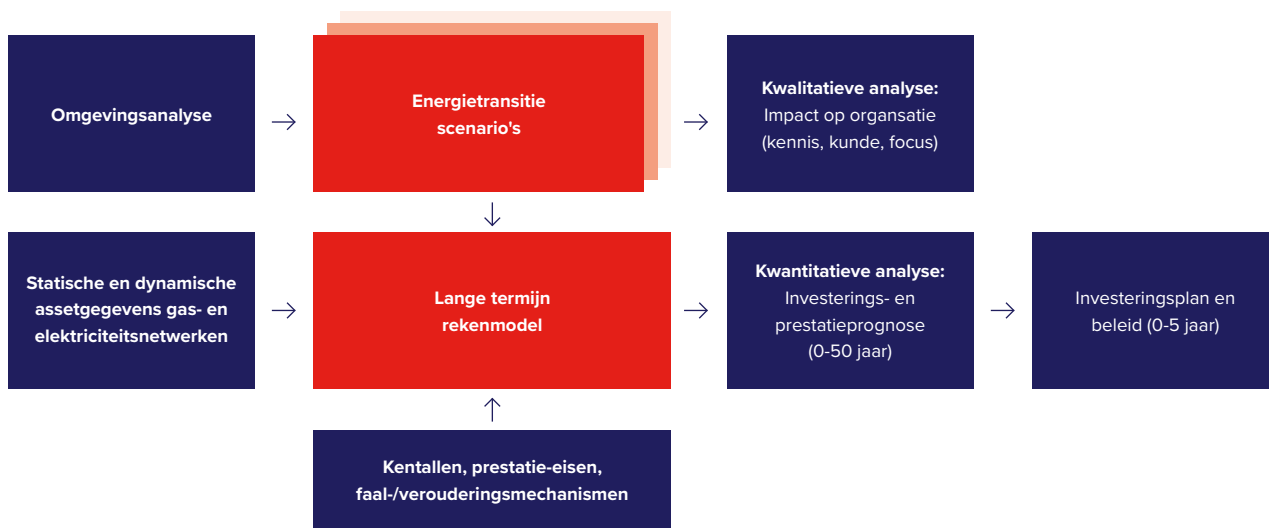 Omgevingsanalyse
Energietransitie
scenario's
Kwalitatieve analyse:
Impact op organsatie
(kennis, kunde, focus)
Statische en dynamische
assetgegevens gas- en
elektriciteitsnetwerken
Lange termijn
rekenmodel
Kwantitatieve analyse:
Investerings- en
prestatieprognose
(0-50 jaar)
Investeringsplan en
beleid (0-5 jaar)
Kentallen, prestatie-eisen,
faal-/verouderingsmechanismen